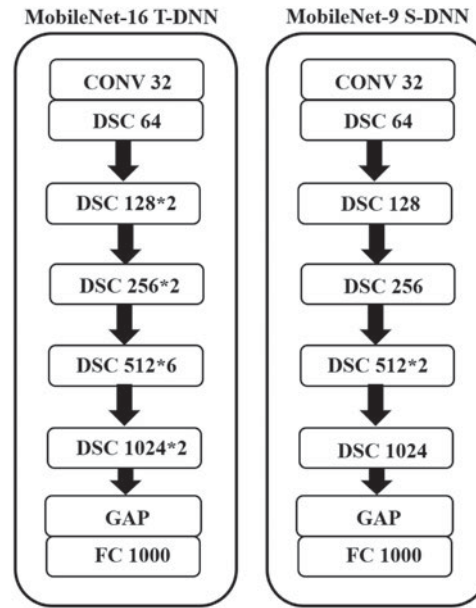 MobileNet-16 T-DNN
CONV 32
DSC 64
DSC 128*2
DSC 256*2
DSC 512*6
DSC 1024*2
GAP
FC 1000
MobileNet-9 S-DNN
CONV 32
DSC 64
DSC 128
DSC 256
DSC 512*2
DSC 1024
GAP
FC 1000